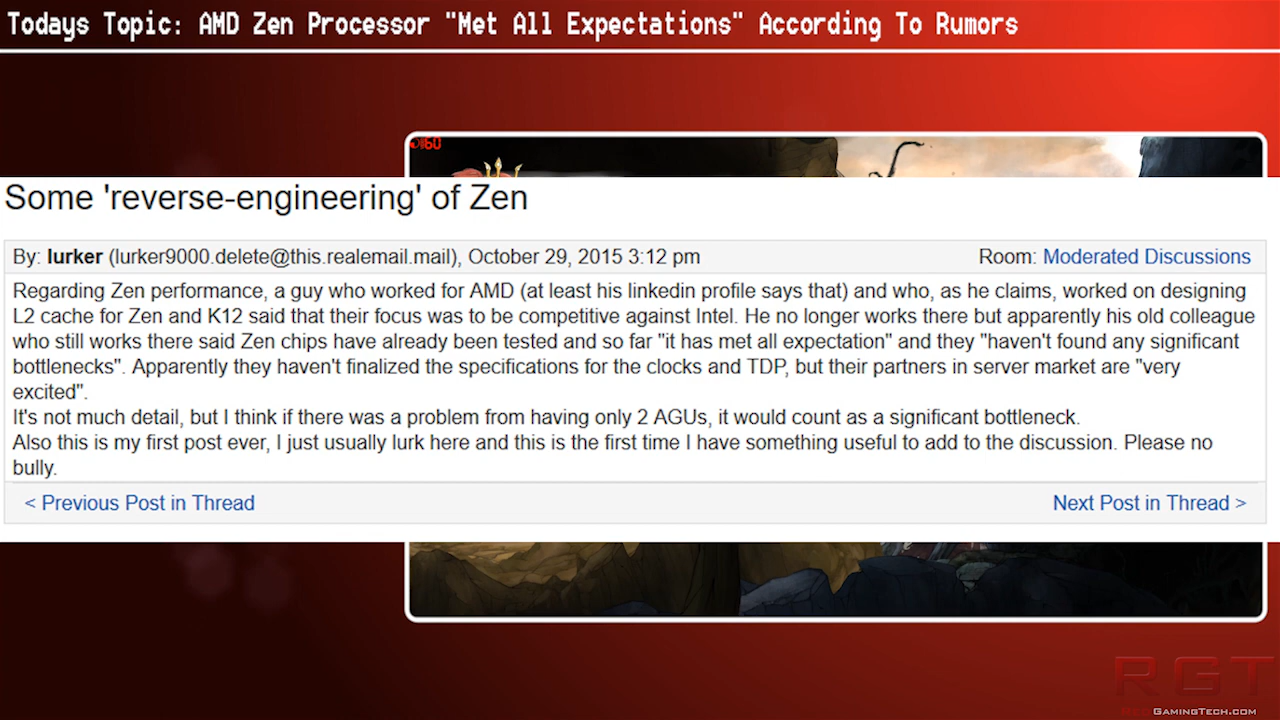 Todays Topic: AMD Zen Processor "Met All Expectations" According To Rumors
60
Some 'reverse-engineering' of Zen
By: lurker (lurker9000.delete@this.realemail.mail), October 29, 2015 3:12 pm
Room: Moderated Discussions
Regarding Zen performance, a guy who worked for AMD (at least his linkedin profile says that) and who, as he claims, worked on designing
L2 cache for Zen and K12 said that their focus was to be competitive against Intel. He no longer works there but apparently his old colleague
who still works there said Zen chips have already been tested and so far "it has met all expectation" and they "haven't found any significant
bottlenecks". Apparently they haven't finalized the specifications for the clocks and TDP, but their partners in server market are "very
excited".
It's not much detail, but I think if there was a problem from having only 2 AGUs, it would count as a significant bottleneck.
Also this is my first post ever, I just usually lurk here and this is the first time I have something useful to add to the discussion. Please no
bully.
< Previous Post in Thread
Next Post in Thread >
RGT
GamingTech.com